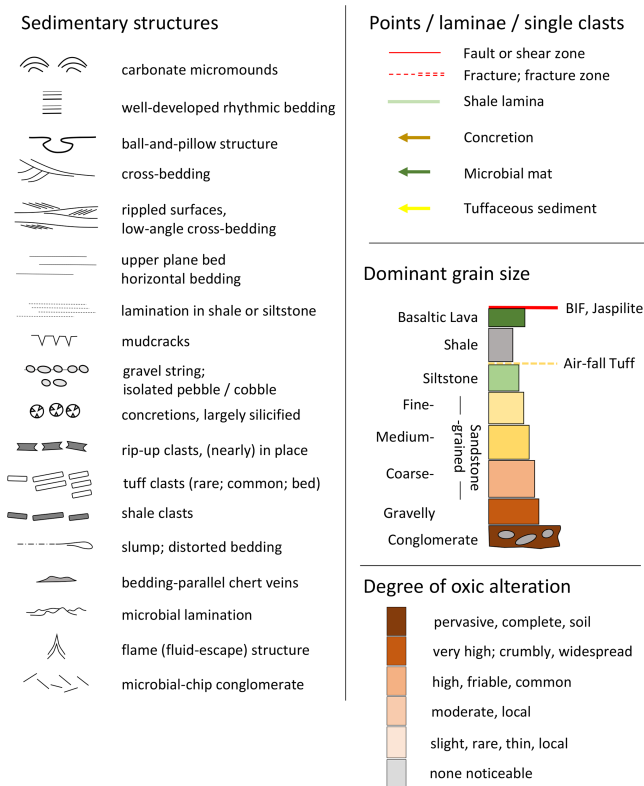 Sedimentary structures
carbonate micromounds
well-developed rhythmic bedding
ball-and-pillow structure
cross-bedding
rippled surfaces,
low-angle cross-bedding
upper plane bed
horizontal bedding
lamination in shale or siltstone
mudcracks
gravel string;
isolated pebble / cobble
concretions, largely silicified
rip-up clasts, (nearly) in place
tuff clasts (rare; common; bed)
shale clasts
slump; distorted bedding
bedding-parallel chert veins
microbial lamination
flame (fluid-escape) structure
microbial-chip conglomerate
Points / laminae / single clasts
Fault or shear zone
Fracture; fracture zone
Shale lamina
Concretion
Microbial mat
Tuffaceous sediment
Dominant grain size
BIF, Jaspilite
Basaltic Lava
Shale
Air-fall Tuff
Siltstone
Fine-
Medium-
Coarse-
Sandstone
-grained
Gravelly
Conglomerate
Degree of oxic alteration
pervasive, complete, soil
very high; crumbly, widespread
high, friable, common
moderate, local
slight, rare, thin, local
none noticeable